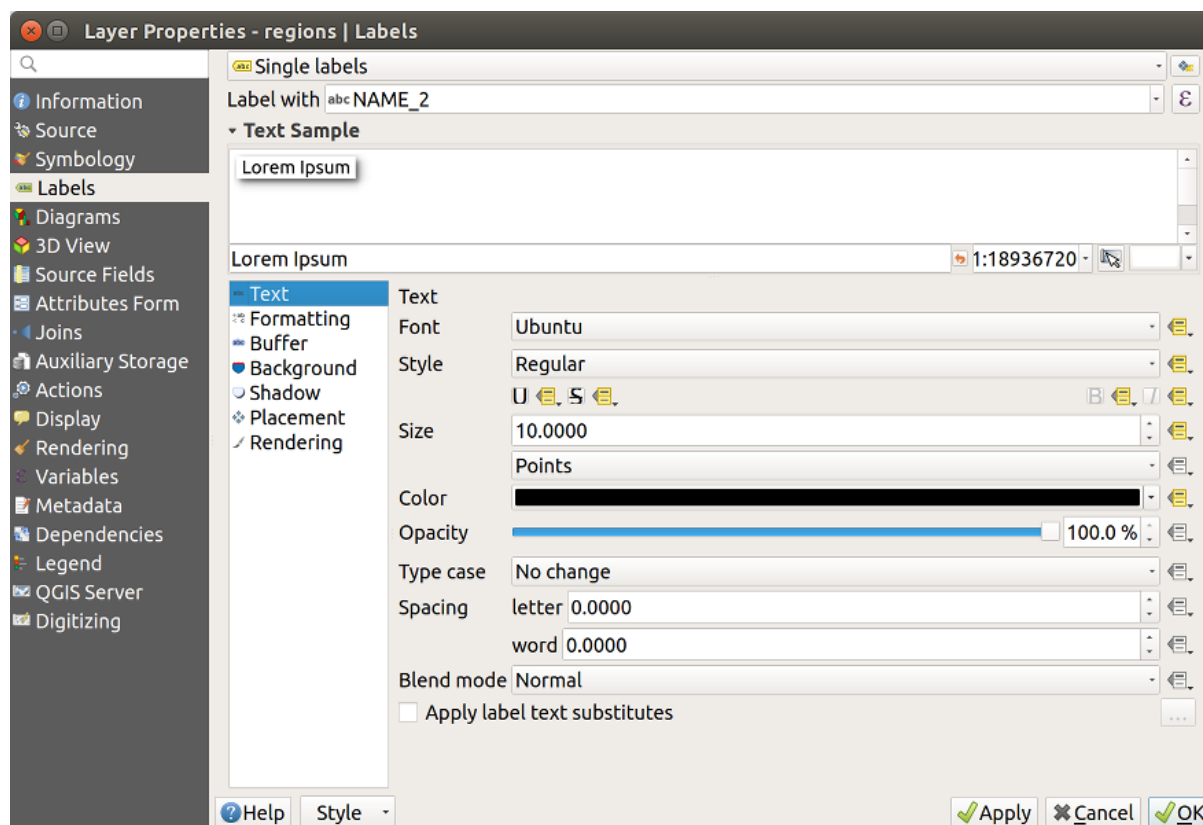 Layer Properties - regions | Labels
Information
Source
Symbology
Labels
Diagrams
3D View
Source Fields
Attributes Form
Joins
Auxiliary Storage
Actions
Display
Rendering
Variables
Metadata
Dependencies
Legend
QGIS Server
Digitizing
abc Single labels
Label with abc NAME_2 ε
Text Sample
Lorem Ipsum
Lorem Ipsum 1:18936720
Text
Formatting
Buffer
Background
Shadow
Placement
Rendering
Text
Font Ubuntu
Style Regular
U S B I
Size 10.0000
Points
Color
Opacity 100.0 %
Type case No change
Spacing letter 0.0000
word 0.0000
Blend mode Normal
Apply label text substitutes ...
Help Style Apply Cancel OK